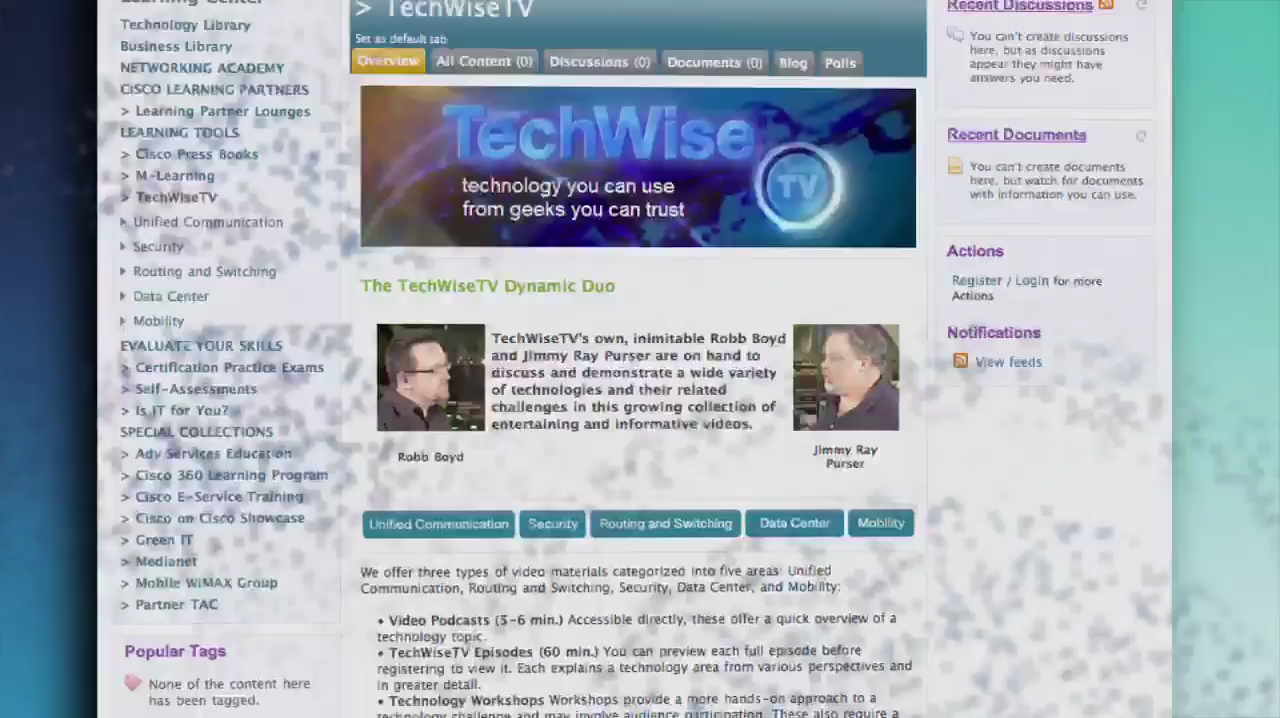 Learning Center
Technology Library
Business Library
NETWORKING ACADEMY
CISCO LEARNING PARTNERS
> Learning Partner Lounges
LEARNING TOOLS
> Cisco Press Books
> M-Learning
> TechWiseTV
Unified Communication
Security
Routing and Switching
Data Center
Mobility
EVALUATE YOUR SKILLS
> Certification Practice Exams
> Self-Assessments
> Is IT for You?
SPECIAL COLLECTIONS
> Adv Services Education
> Cisco 360 Learning Program
> Cisco E-Service Training
> Cisco on Cisco Showcase
> Green IT
> Medianet
> Mobile WiMAX Group
> Partner TAC
Popular Tags
None of the content here
has been tagged.
> TechWiseTV
Set as default tab
Overview All Content (0) Discussions (0) Documents (0) Blog Polls
TechWise
TV
technology you can use
from geeks you can trust
The TechWiseTV Dynamic Duo
TechWiseTV's own, inimitable Robb Boyd
and Jimmy Ray Purser are on hand to
discuss and demonstrate a wide variety
of technologies and their related
challenges in this growing collection of
entertaining and informative videos.
Robb Boyd
Jimmy Ray
Purser
Unified Communication Security Routing and Switching Data Center Mobility
We offer three types of video materials categorized into five areas: Unified
Communication, Routing and Switching, Security, Data Center, and Mobility:
• Video Podcasts (5-6 min.) Accessible directly, these offer a quick overview of a
technology topic.
• TechWiseTV Episodes (60 min.) You can preview each full episode before
registering to view it. Each explains a technology area from various perspectives and
in greater detail.
• Technology Workshops Workshops provide a more hands-on approach to a
technology challenge and may involve audience participation. These also require a
Recent Discussions
You can't create discussions
here, but as discussions
appear they might have
answers you need.
Recent Documents
You can't create documents
here, but watch for documents
with information you can use.
Actions
Register / Login for more
Actions
Notifications
View feeds